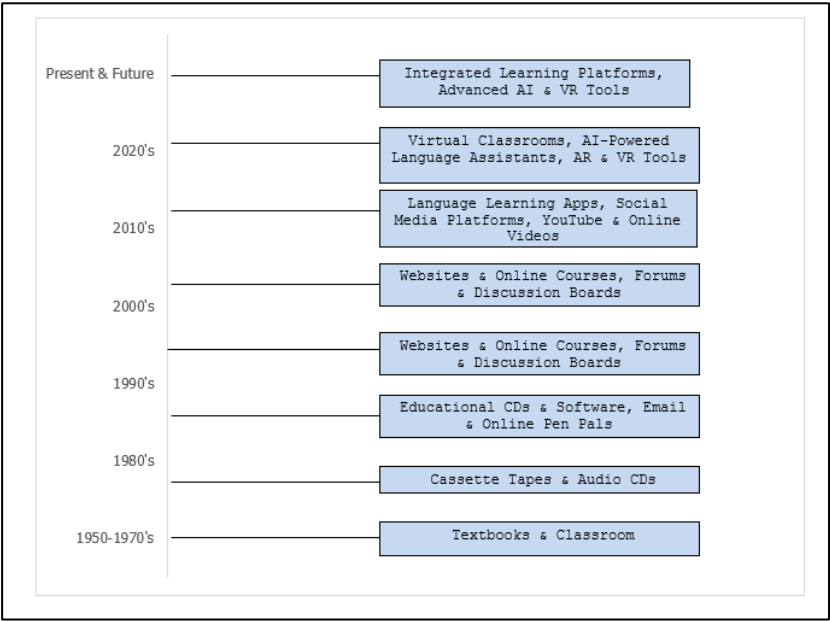 Present & Future
Integrated Learning Platforms,
Advanced AI & VR Tools
2020's
Virtual Classrooms, AI-Powered
Language Assistants, AR & VR Tools
2010's
Language Learning Apps, Social
Media Platforms, YouTube & Online
Videos
2000's
Websites & Online Courses, Forums
& Discussion Boards
Websites & Online Courses, Forums
& Discussion Boards
1990's
Educational CDs & Software, Email
& Online Pen Pals
1980's
Cassette Tapes & Audio CDs
1950-1970's
Textbooks & Classroom